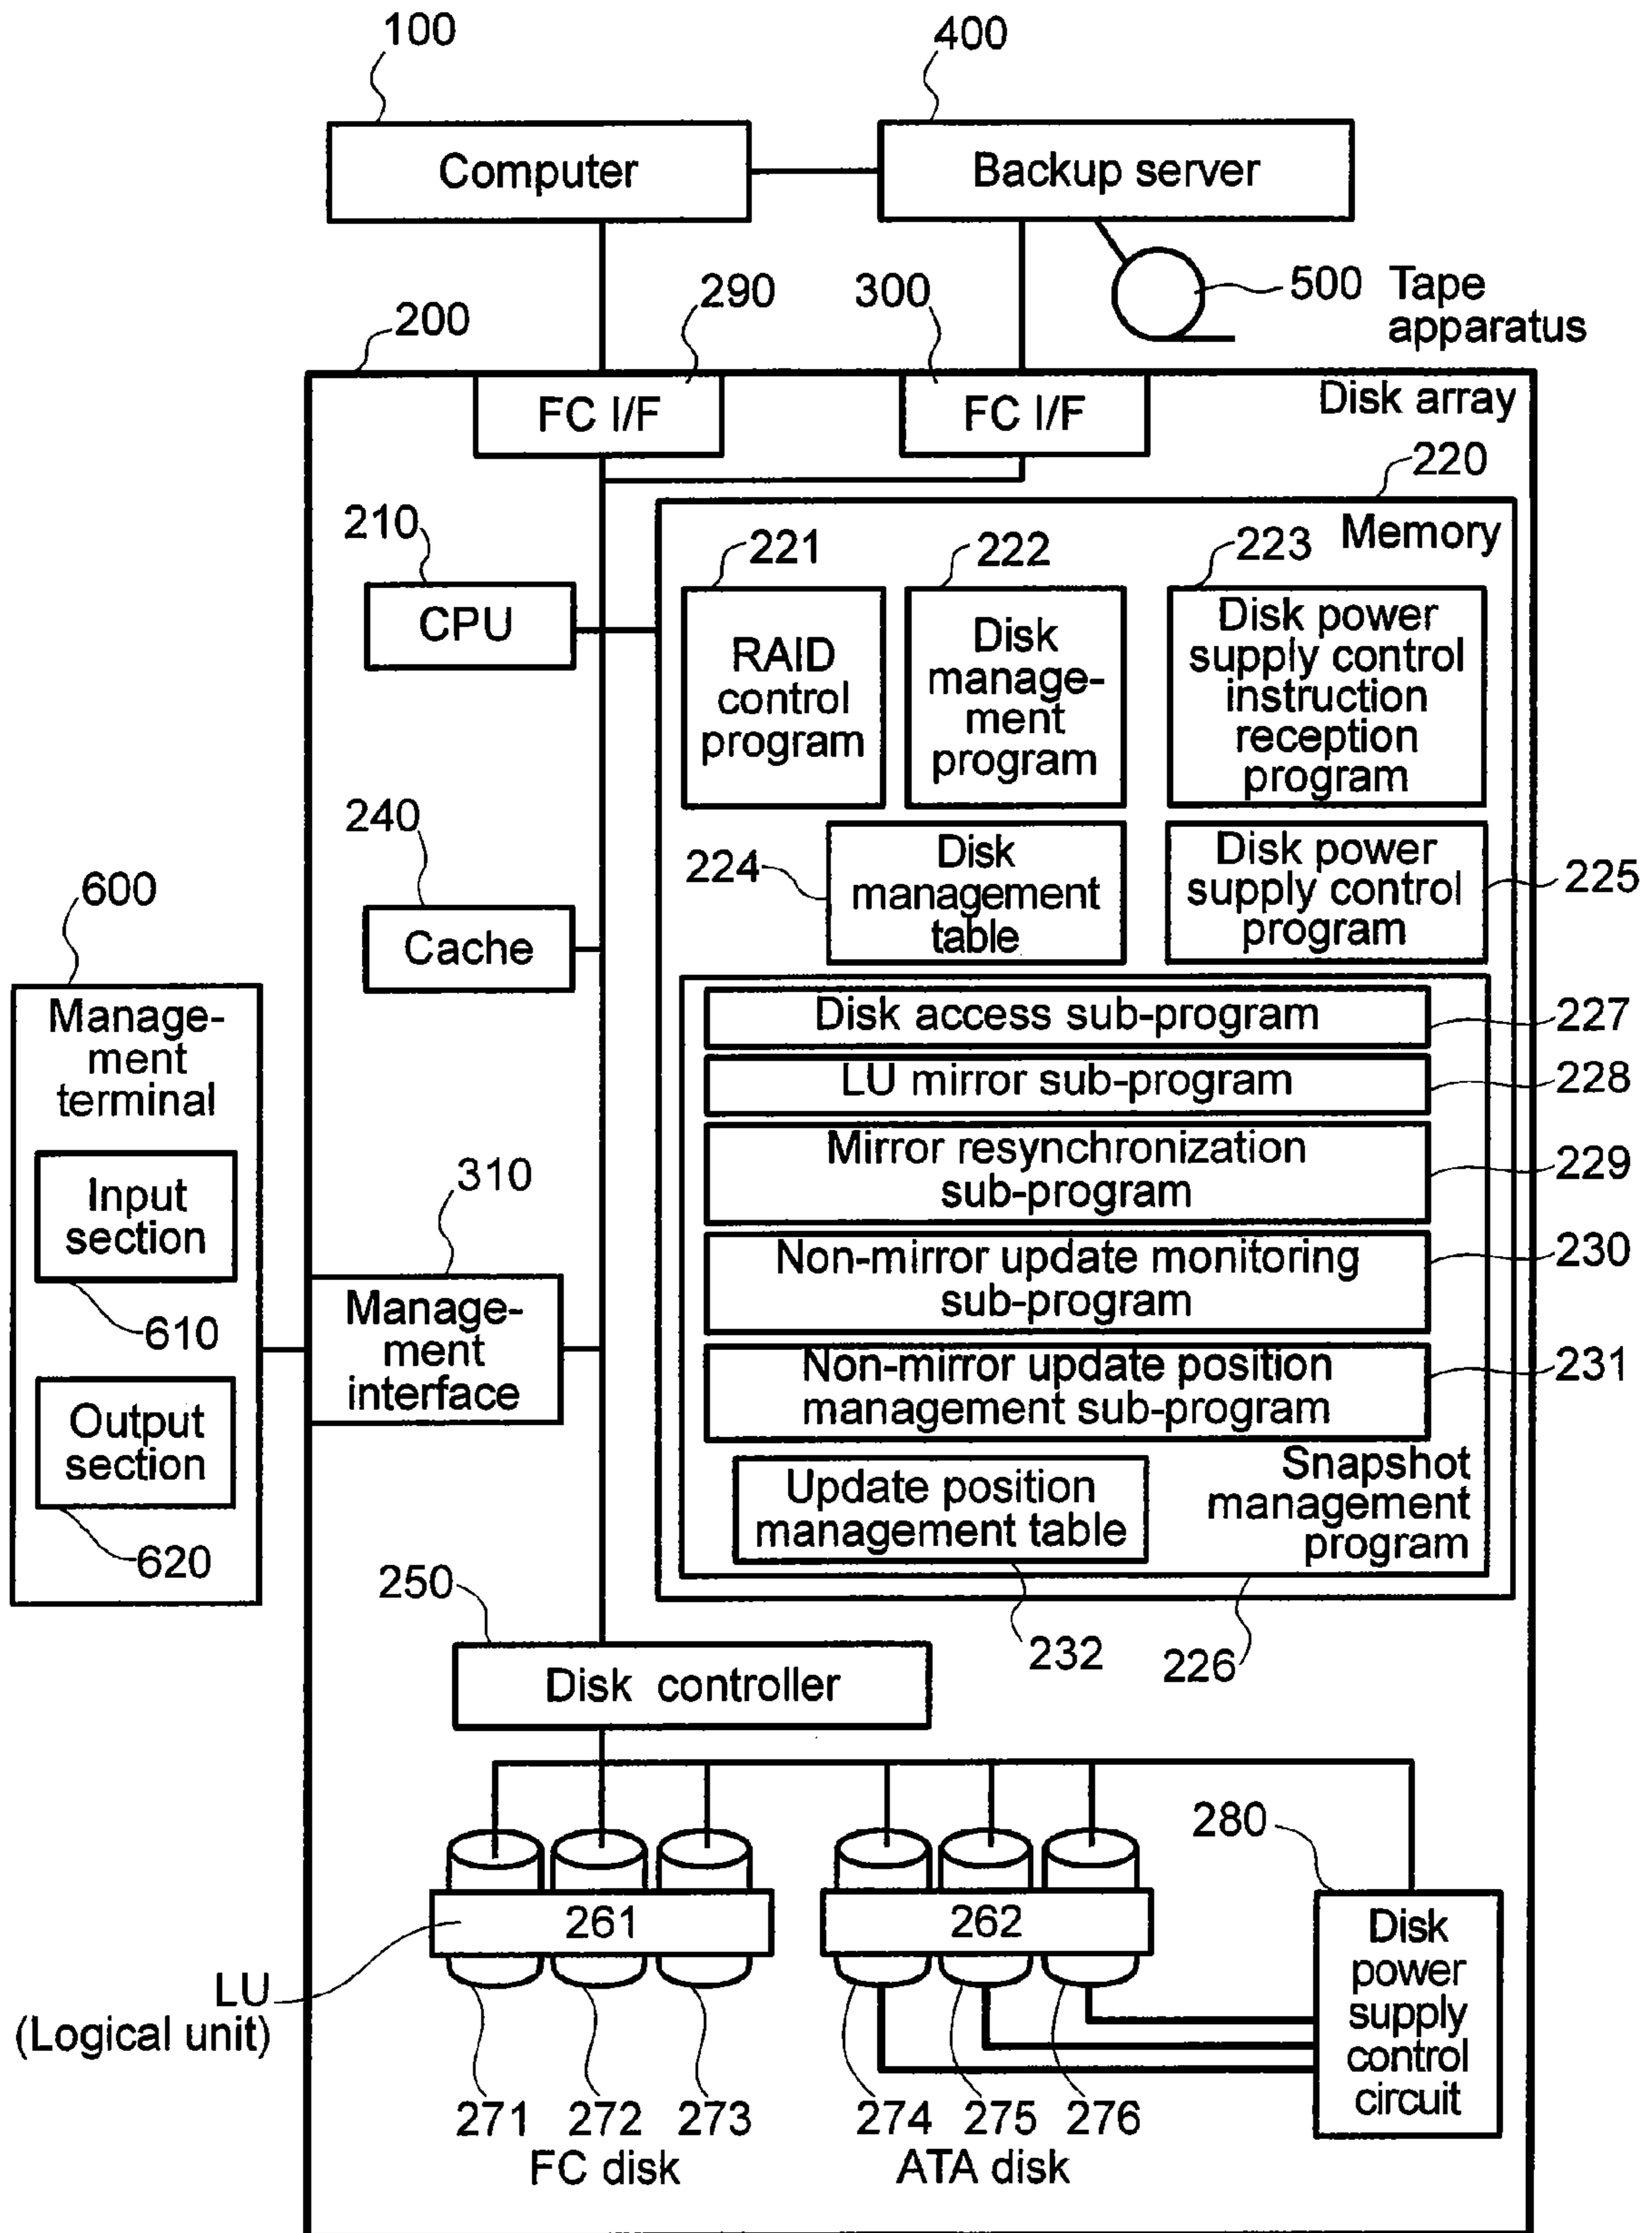 100
400
Computer
Backup server
290
300
500
Tape
apparatus
200
FC I/F
FC I/F
Disk array
220
210
221
222
223
Memory
CPU
RAID
control
program
Disk
manage-
ment
program
Disk power
supply control
instruction
reception
program
240
224
Disk
management
table
Disk power
supply control
program
225
600
Cache
Manage-
ment
terminal
Disk access sub-program
227
LU mirror sub-program
228
Mirror resynchronization
sub-program
229
Input
section
310
610
Manage-
ment
interface
Non-mirror update monitoring
sub-program
230
Non-mirror update position
management sub-program
231
Output
section
620
Update position
management table
Snapshot
management
program
250
232
226
Disk controller
280
261
262
Disk
power
supply
control
circuit
LU
(Logical unit)
271
272
273
274
275
276
FC disk
ATA disk